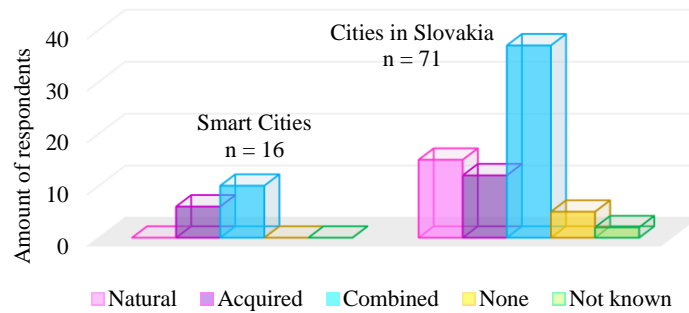 Amount of respondents
40
30
20
10
0
Cities in Slovakia
n = 71
Smart Cities
n = 16
Natural Acquired Combined None Not known